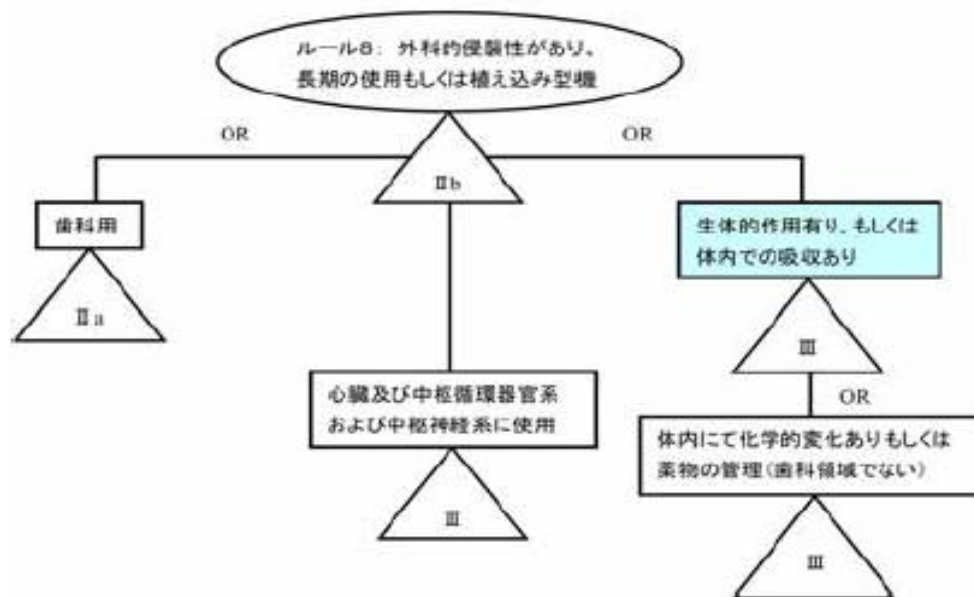 ルール8: 外科的侵襲性があり、
長期の使用もしくは植え込み型機
OR
OR
Ⅱb
歯科用
Ⅱa
生体的作用有り、もしくは
体内での吸収あり
Ⅲ
OR
心臓及び中枢循環器官系
および中枢神経系に使用
Ⅲ
体内にて化学的変化ありもしくは
薬物の管理(歯科領域でない)
Ⅲ